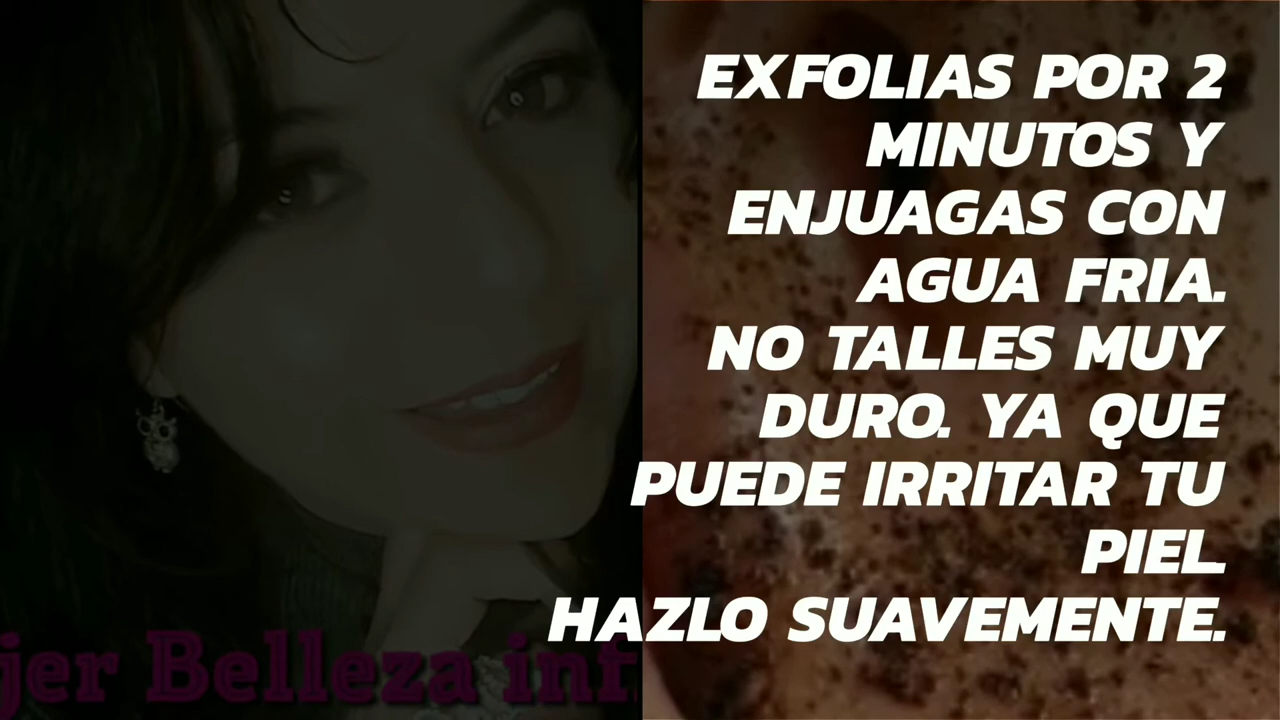 EXFOLIAS POR 2
MINUTOS Y
ENJUAGAS CON
AGUA FRIA.
NO TALLES MUY
DURO. YA QUE
PUEDE IRRITAR TU
PIEL.
HAZLO SUAVEMENTE.
jer Belleza inf